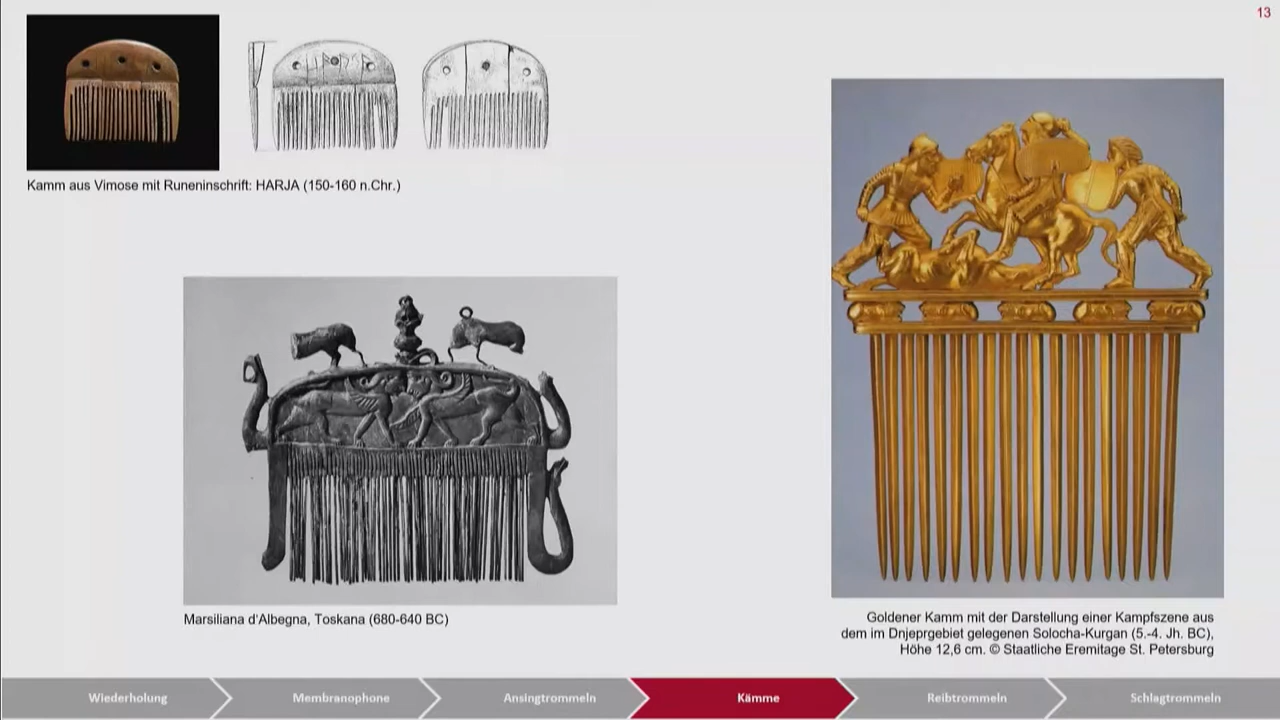 13
Kamm aus Vimose mit Runeninschrift: HARJA (150-160 n.Chr.)
Marsiliana d'Albegna, Toskana (680-640 BC)
Goldener Kamm mit der Darstellung einer Kampfszene aus
dem im Dnjeprgebiet gelegenen Solocha-Kurgan (5.-4. Jh. BC),
Höhe 12,6 cm. © Staatliche Eremitage St. Petersburg
Wiederholung
Membranophone
Ansingtrommeln
Kämme
Reibtrommeln
Schlagtrommeln